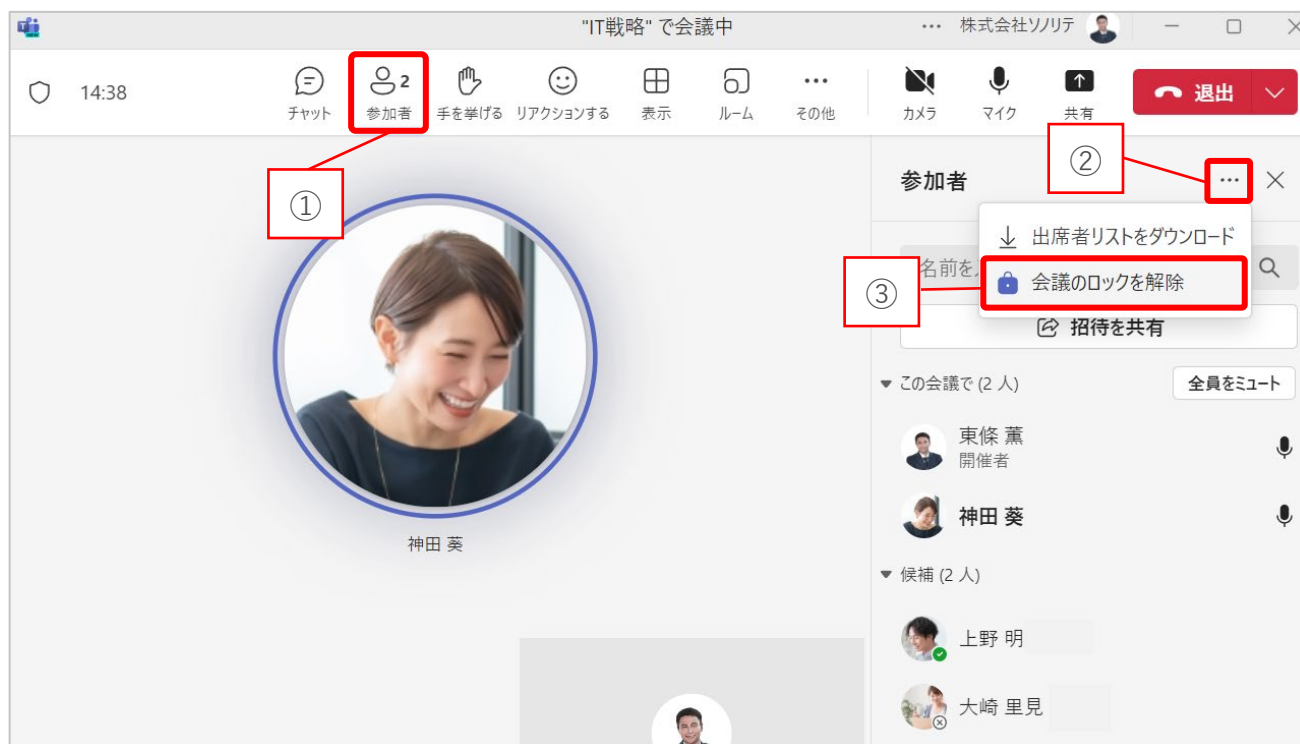 "IT戦略" で会議中
… 株式会社ソノリテ
14:38
チャット
2
参加者
手を挙げる
リアクションする
表示
ルーム
その他
カメラ
マイク
共有
退出
①
②
参加者
出席者リストをダウンロード
③
名前を
会議のロックを解除
招待を共有
この会議で (2 人)
全員をミュート
東條 薫
開催者
神田 葵
神田 葵
候補 (2 人)
上野 明
大崎 里見